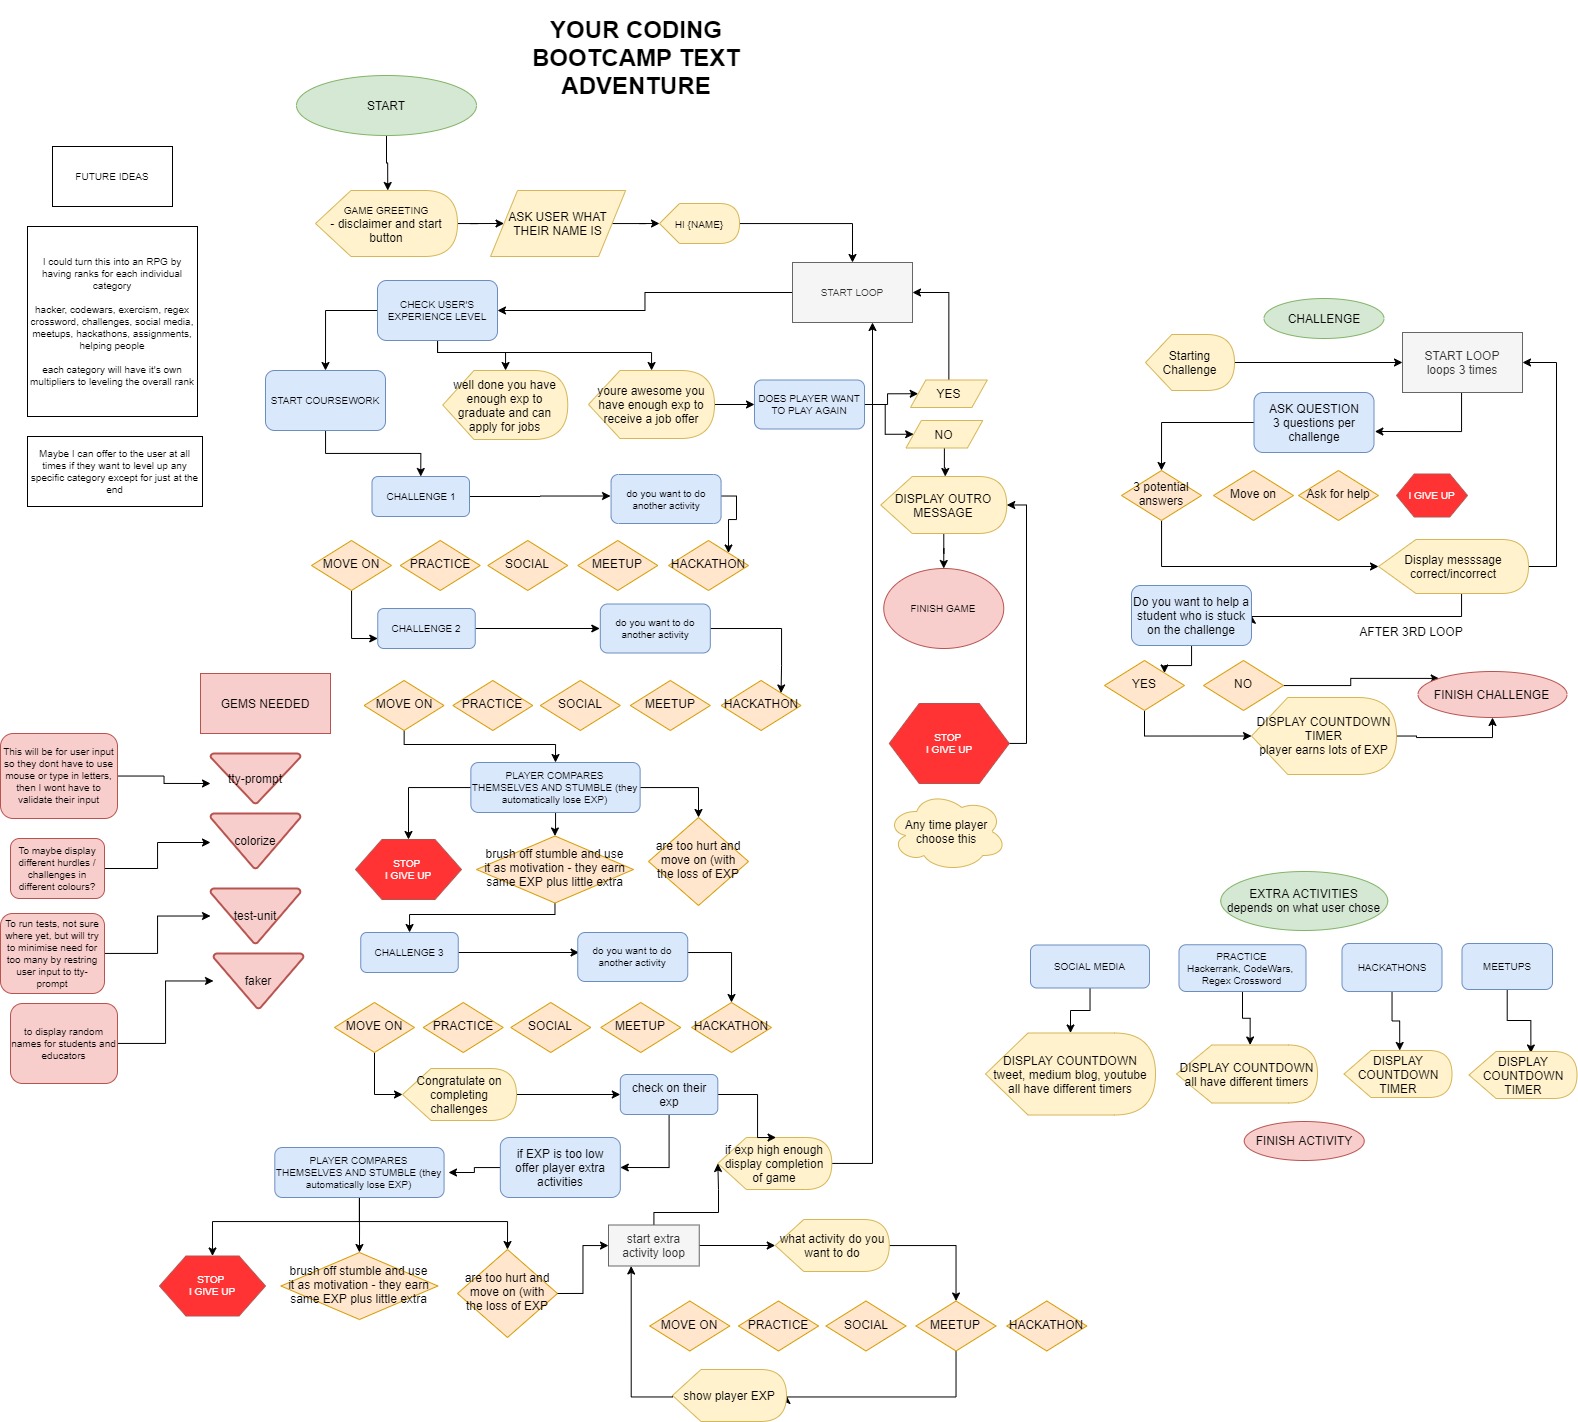 YOUR CODING
BOOTCAMP TEXT
ADVENTURE
START
FUTURE IDEAS
I could turn this into an RPG by
having ranks for each individual
category
hacker, codewars, exercism, regex
crossword, challenges, social media,
meetups, hackathons, assignments,
helping people
each category will have it's own
multipliers to leveling the overall rank
Maybe I can offer to the user at all
times if they want to level up any
specific category except for just at the
end
GAME GREETING
- disclaimer and start
button
ASK USER WHAT
THEIR NAME IS
HI {NAME}
START LOOP
CHECK USER'S
EXPERIENCE LEVEL
START COURSEWORK
well done you have
enough exp to
graduate and can
apply for jobs
youre awesome you
have enough exp to
receive a job offer
DOES PLAYER WANT
TO PLAY AGAIN
YES
NO
DISPLAY OUTRO
MESSAGE
FINISH GAME
STOP
I GIVE UP
Any time player
choose this
CHALLENGE 1
do you want to do
another activity
MOVE ON
PRACTICE
SOCIAL
MEETUP
HACKATHON
CHALLENGE 2
do you want to do
another activity
MOVE ON
PRACTICE
SOCIAL
MEETUP
HACKATHON
PLAYER COMPARES
THEMSELVES AND STUMBLE (they
automatically lose EXP)
STOP
I GIVE UP
brush off stumble and use
it as motivation - they earn
same EXP plus little extra
are too hurt and
move on (with
the loss of EXP
CHALLENGE 3
do you want to do
another activity
MOVE ON
PRACTICE
SOCIAL
MEETUP
HACKATHON
Congratulate on
completing
challenges
check on their
exp
if EXP is too low
offer player extra
activities
if exp high enough
display completion
of game
PLAYER COMPARES
THEMSELVES AND STUMBLE (they
automatically lose EXP)
STOP
I GIVE UP
brush off stumble and use
it as motivation - they earn
same EXP plus little extra
are too hurt and
move on (with
the loss of EXP
start extra
activity loop
what activity do you
want to do
MOVE ON
PRACTICE
SOCIAL
MEETUP
HACKATHON
show player EXP
GEMS NEEDED
This will be for user input
so they dont have to use
mouse or type in letters,
then I wont have to
validate their input
tty-prompt
To maybe display
different hurdles /
challenges in
different colours?
colorize
To run tests, not sure
where yet, but will try
to minimise need for
too many by restring
user input to tty-
prompt
test-unit
to display random
names for students and
educators
faker
CHALLENGE
Starting
Challenge
START LOOP
loops 3 times
ASK QUESTION
3 questions per
challenge
3 potential
answers
Move on
Ask for help
I GIVE UP
Display messsage
correct/incorrect
Do you want to help a
student who is stuck
on the challenge
AFTER 3RD LOOP
YES
NO
FINISH CHALLENGE
DISPLAY COUNTDOWN
TIMER
player earns lots of EXP
EXTRA ACTIVITIES
depends on what user chose
SOCIAL MEDIA
PRACTICE
Hackerrank, CodeWars,
Regex Crossword
HACKATHONS
MEETUPS
DISPLAY COUNTDOWN
tweet, medium blog, youtube
all have different timers
DISPLAY COUNTDOWN
all have different timers
DISPLAY
COUNTDOWN
TIMER
DISPLAY
COUNTDOWN
TIMER
FINISH ACTIVITY